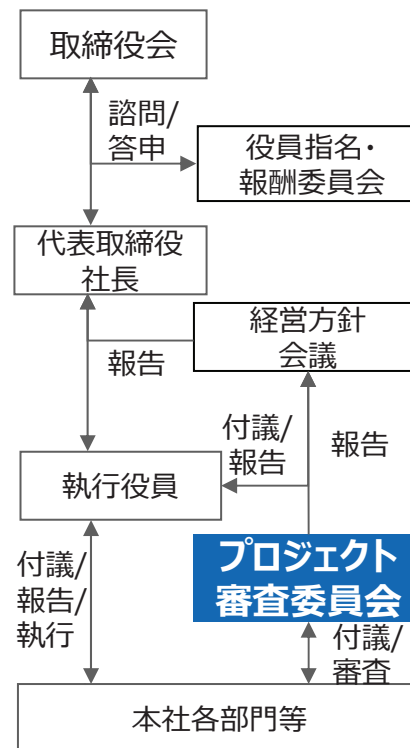 取締役会
諮問/
答申
役員指名・
報酬委員会
代表取締役
社長
経営方針
会議
報告
付議/
報告
報告
執行役員
付議/
報告/
執行
プロジェクト
審査委員会
付議/
審査
本社各部門等